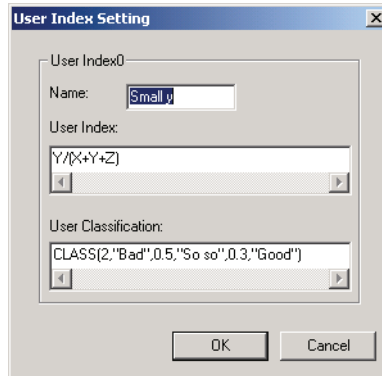 User Index Setting
User Index0
Name: Small y
User Index:
Y/(X+Y+Z)
User Classification:
CLASS(2,"Bad",0.5,"So so",0.3,"Good")
OK Cancel